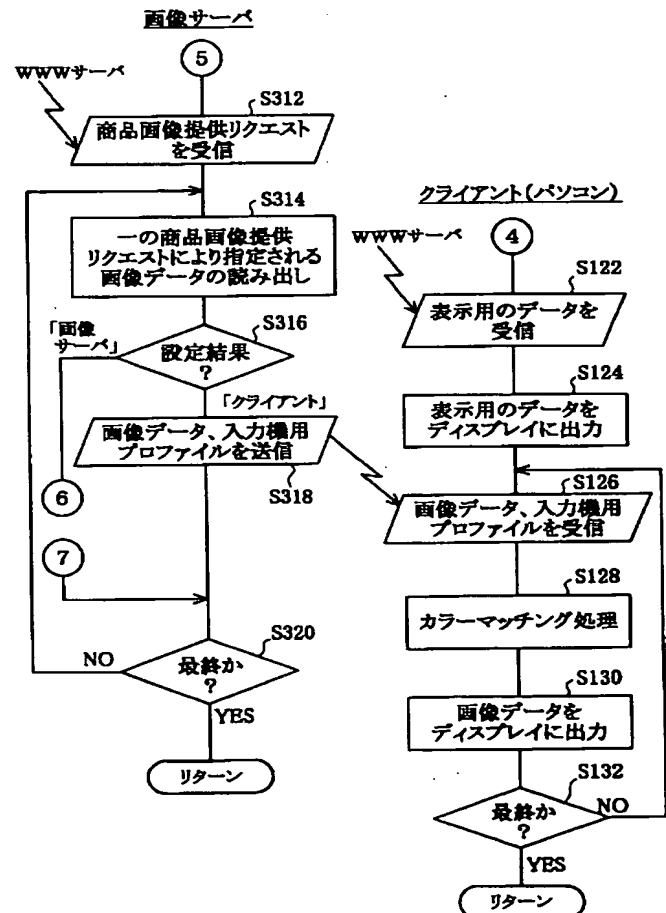 画像サーバ
5
WWWサーバ
S312
商品画像提供リクエスト
を受信
S314
一の商品画像提供
リクエストにより指定される
画像データの読み出し
「画像
サーバ」
S316
設定結果
?
「クライアント」
画像データ、入力機用
プロファイルを送信
S318
6
7
S320
NO
最終か
?
YES
リターン
クライアント(パソコン)
WWWサーバ
4
S122
表示用のデータを
受信
S124
表示用のデータを
ディスプレイに出力
S126
画像データ、入力機用
プロファイルを受信
S128
カラーマッチング処理
S130
画像データを
ディスプレイに出力
S132
NO
最終か
?
YES
リターン